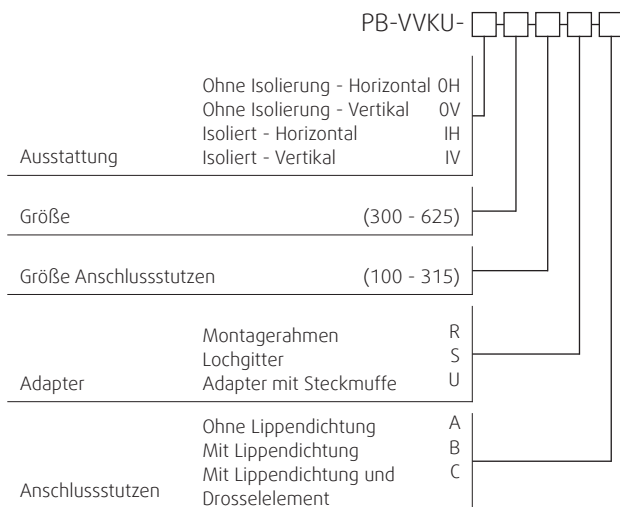 PB-VVKU-
Ohne Isolierung - Horizontal 0H
Ohne Isolierung - Vertikal 0V
Isoliert - Horizontal IH
Ausstattung Isoliert - Vertikal IV
Größe (300 - 625)
Größe Anschlussstutzen (100 - 315)
Montagerahmen R
Lochgitter S
Adapter Adapter mit Steckmuffe U
Ohne Lippendichtung A
Mit Lippendichtung B
Mit Lippendichtung und C
Anschlussstutzen Drosselelement